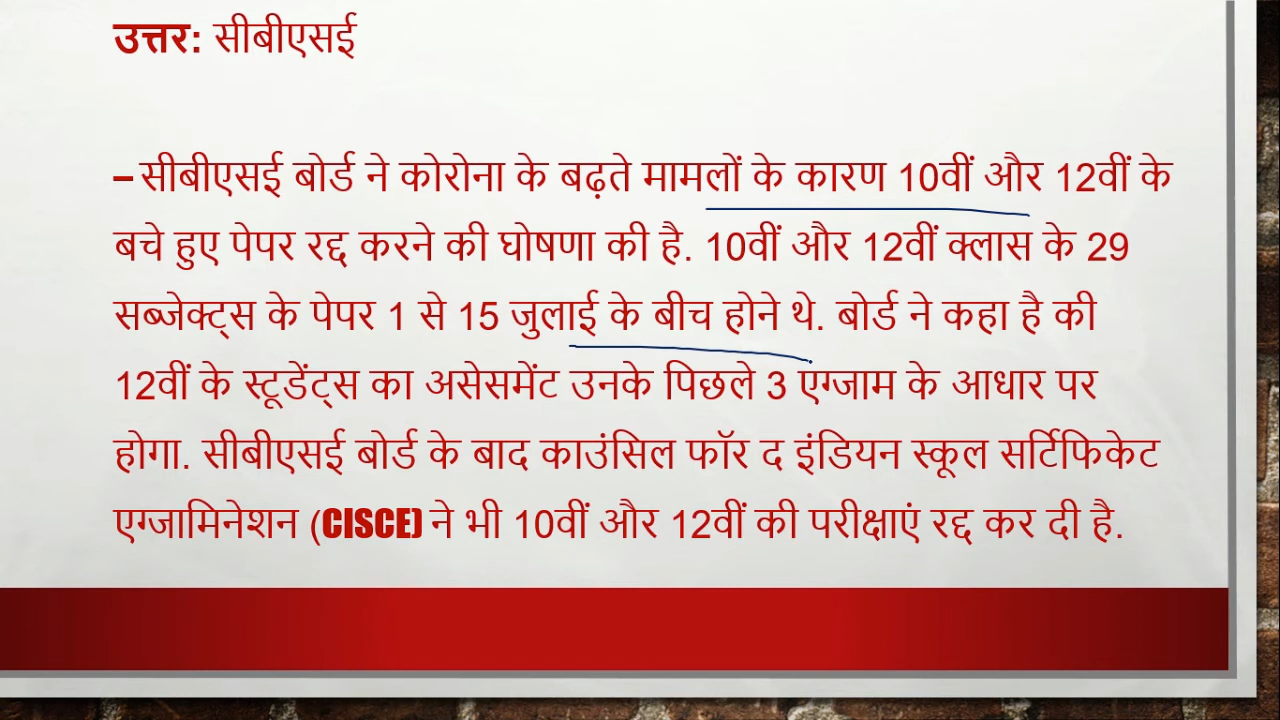 उत्तर: सीबीएसई
– सीबीएसई बोर्ड ने कोरोना के बढ़ते मामलों के कारण 10वीं और 12वीं के
बचे हुए पेपर रद्द करने की घोषणा की है. 10वीं और 12वीं क्लास के 29
सब्जेक्ट्स के पेपर 1 से 15 जुलाई के बीच होने थे. बोर्ड ने कहा है की
12वीं के स्टूडेंट्स का असेसमेंट उनके पिछले 3 एग्जाम के आधार पर
होगा. सीबीएसई बोर्ड के बाद काउंसिल फॉर द इंडियन स्कूल सर्टिफिकेट
एग्जामिनेशन (CISCE) ने भी 10वीं और 12वीं की परीक्षाएं रद्द कर दी है.